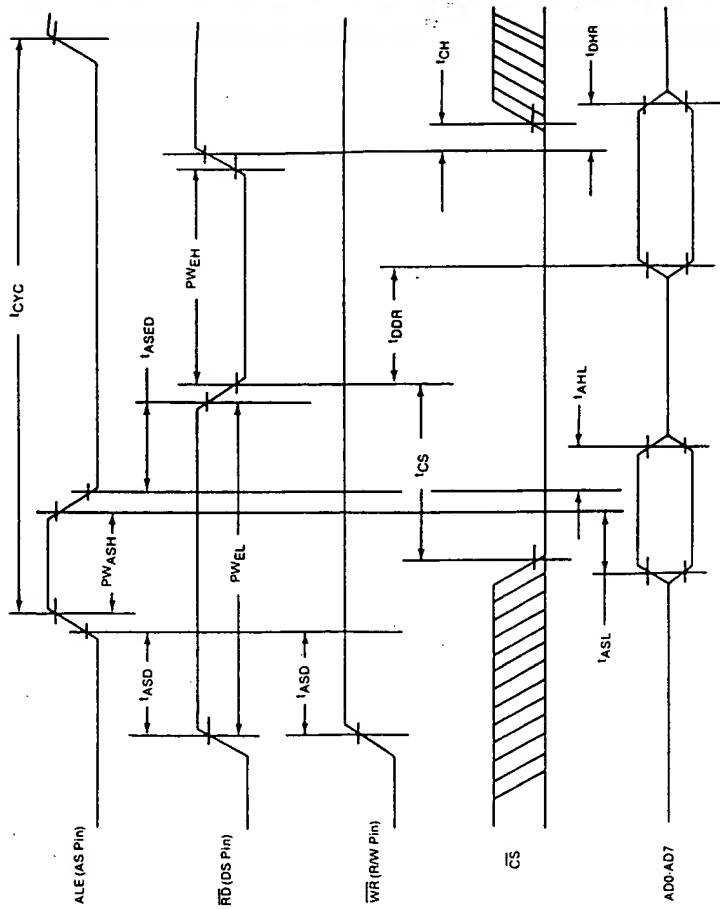 ALE (AS Pin)
tCYC
PWASH
tASED
RD (DS Pin)
tASD
PWEL
PWEH
WR (R/W Pin)
tASD
tDDR
tCS
tCH
CS
tASL
tAHL
tDHR
AD0-AD7